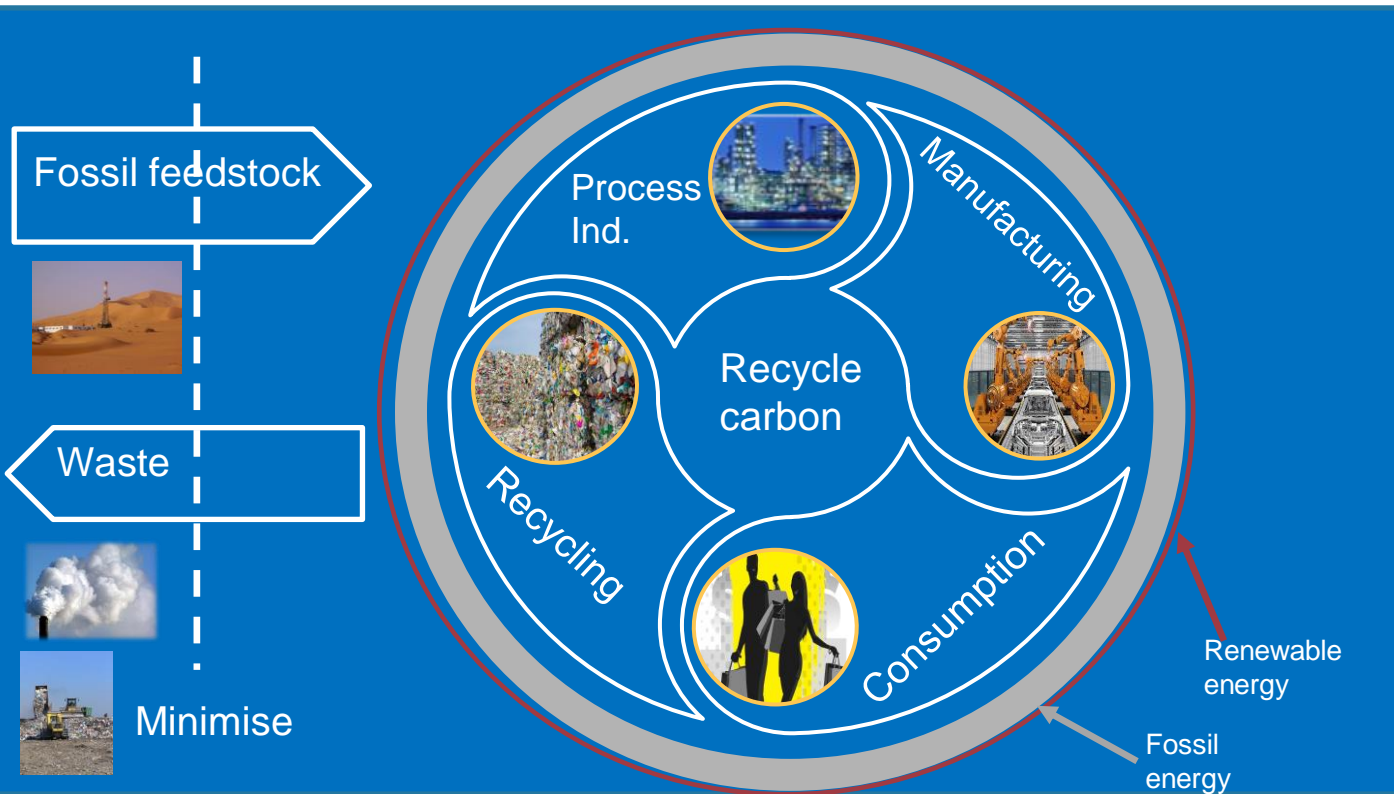 Fossil feedstock
Waste
Minimise
Process
Ind.
Manufacturing
Recycle
carbon
Recycling
Consumption
Renewable
energy
Fossil
energy